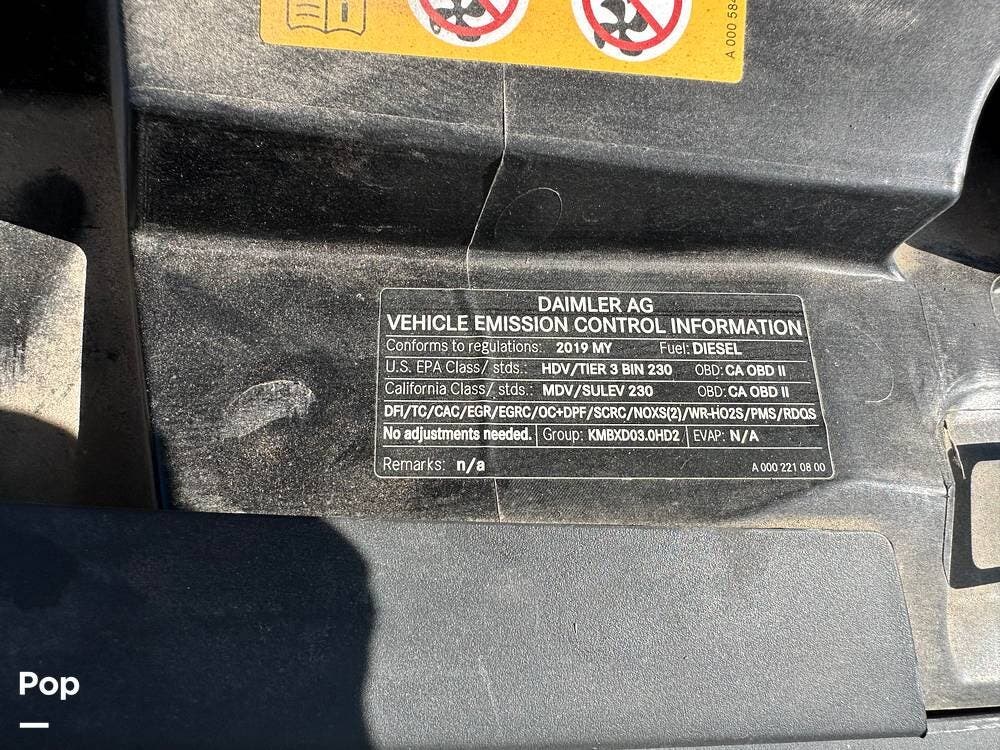 A 000 584
DAIMLER AG
VEHICLE EMISSION CONTROL INFORMATION
Conforms to regulations: 2019 MY Fuel: DIESEL
U.S. EPA Class/ stds.: HDV/TIER 3 BIN 230 OBD: CA OBD II
California Class/ stds.: MDV/SULEV 230 OBD: CA OBD II
DFI/TC/CAC/EGR/EGRC/OC+DPF/SCRC/NOXS(2)/WR-HO2S/PMS/RDQS
No adjustments needed. Group: KMBXD03.0HD2 EVAP: N/A
Remarks: n/a A 000 221 08 00
Pop